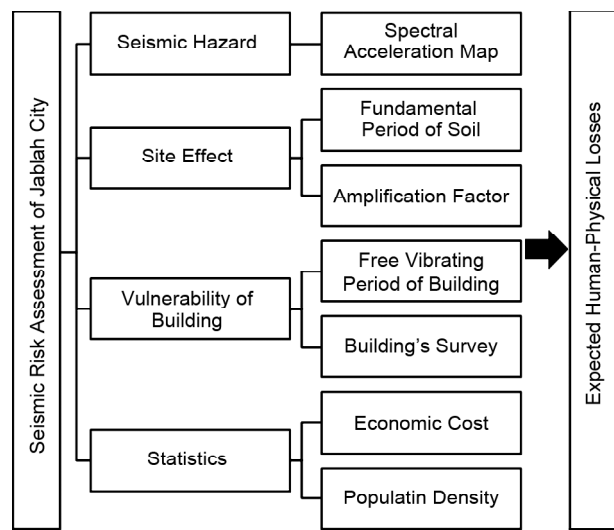 Seismic Risk Assessment of Jablah City
Seismic Hazard
Spectral
Acceleration Map
Site Effect
Fundamental
Period of Soil
Amplification Factor
Vulnerability of
Building
Free Vibrating
Period of Building
Building's Survey
Statistics
Economic Cost
Populatin Density
Expected Human-Physical Losses